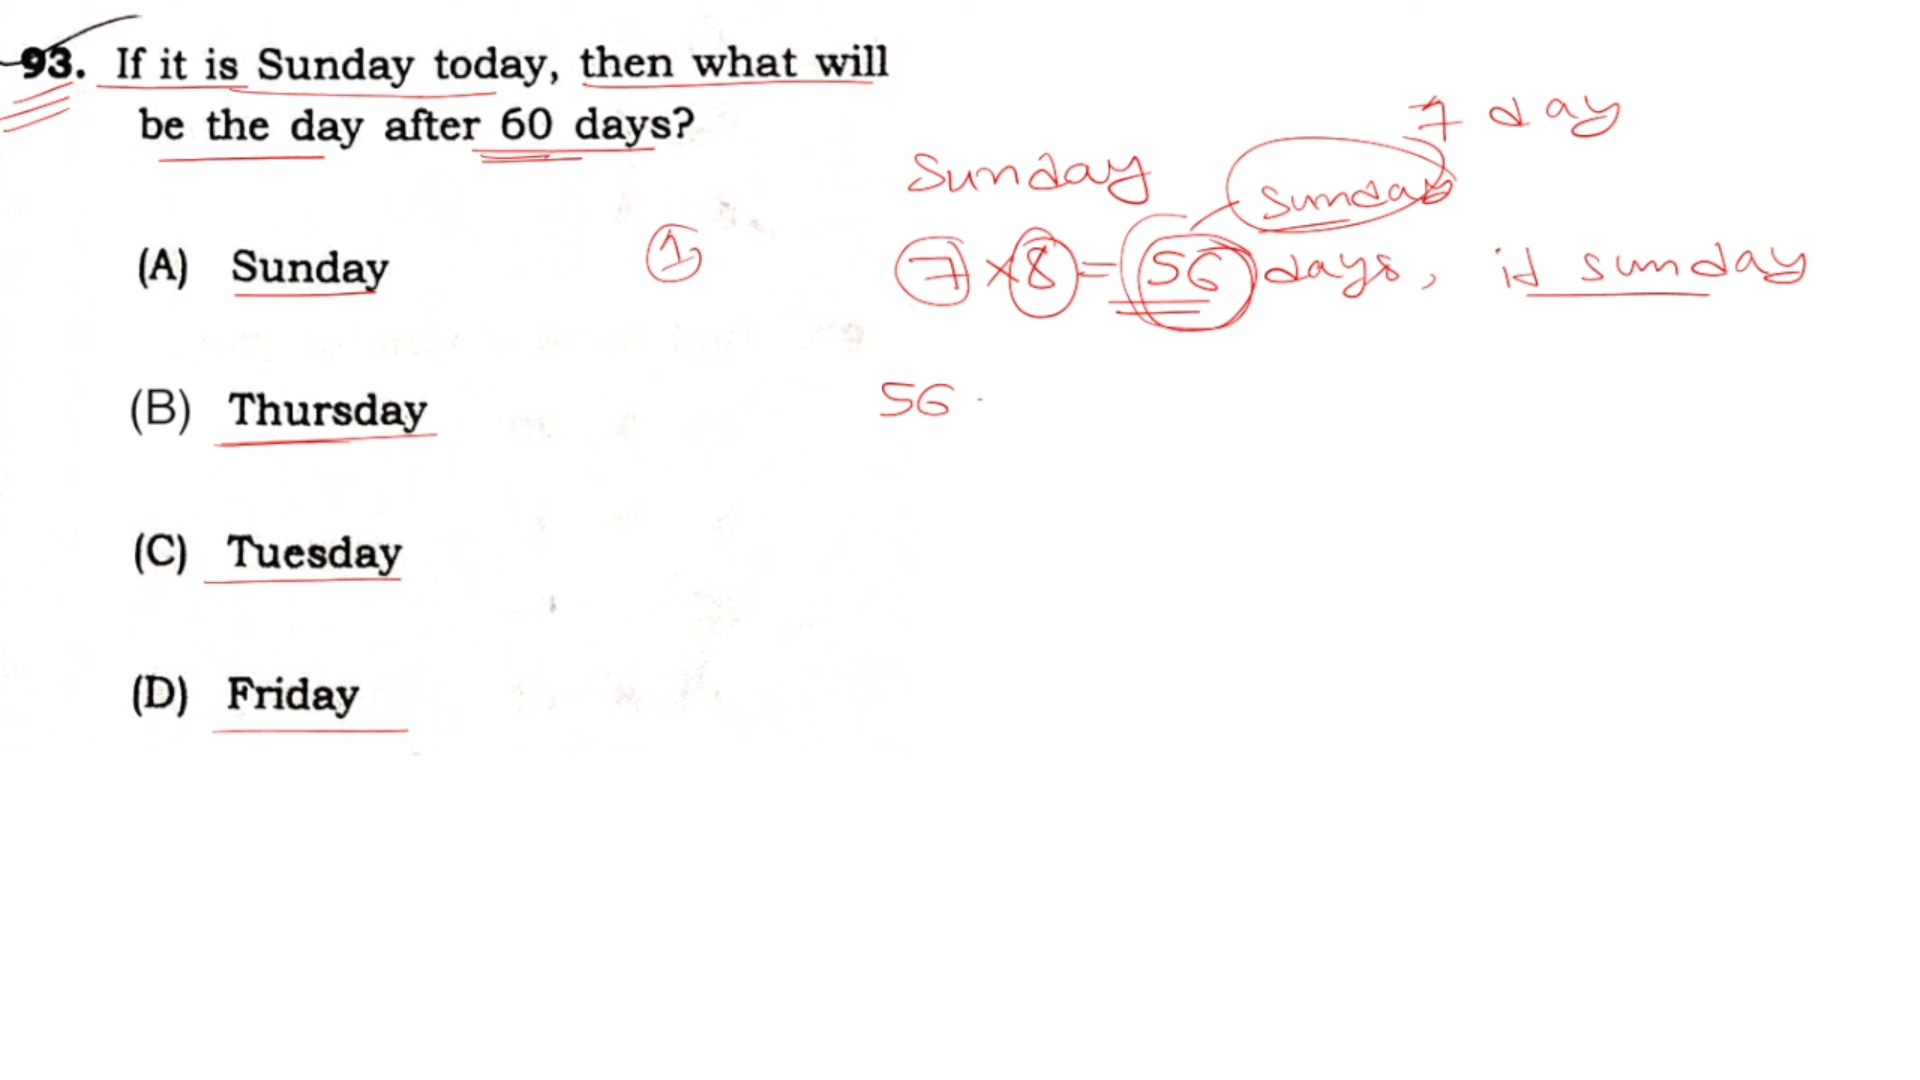 93. If it is Sunday today, then what will
be the day after 60 days?
(A) Sunday
(B) Thursday
(C) Tuesday
(D) Friday
1
7 day
Sunday
Sunday
7 × 8 = 56 days, is sunday
56